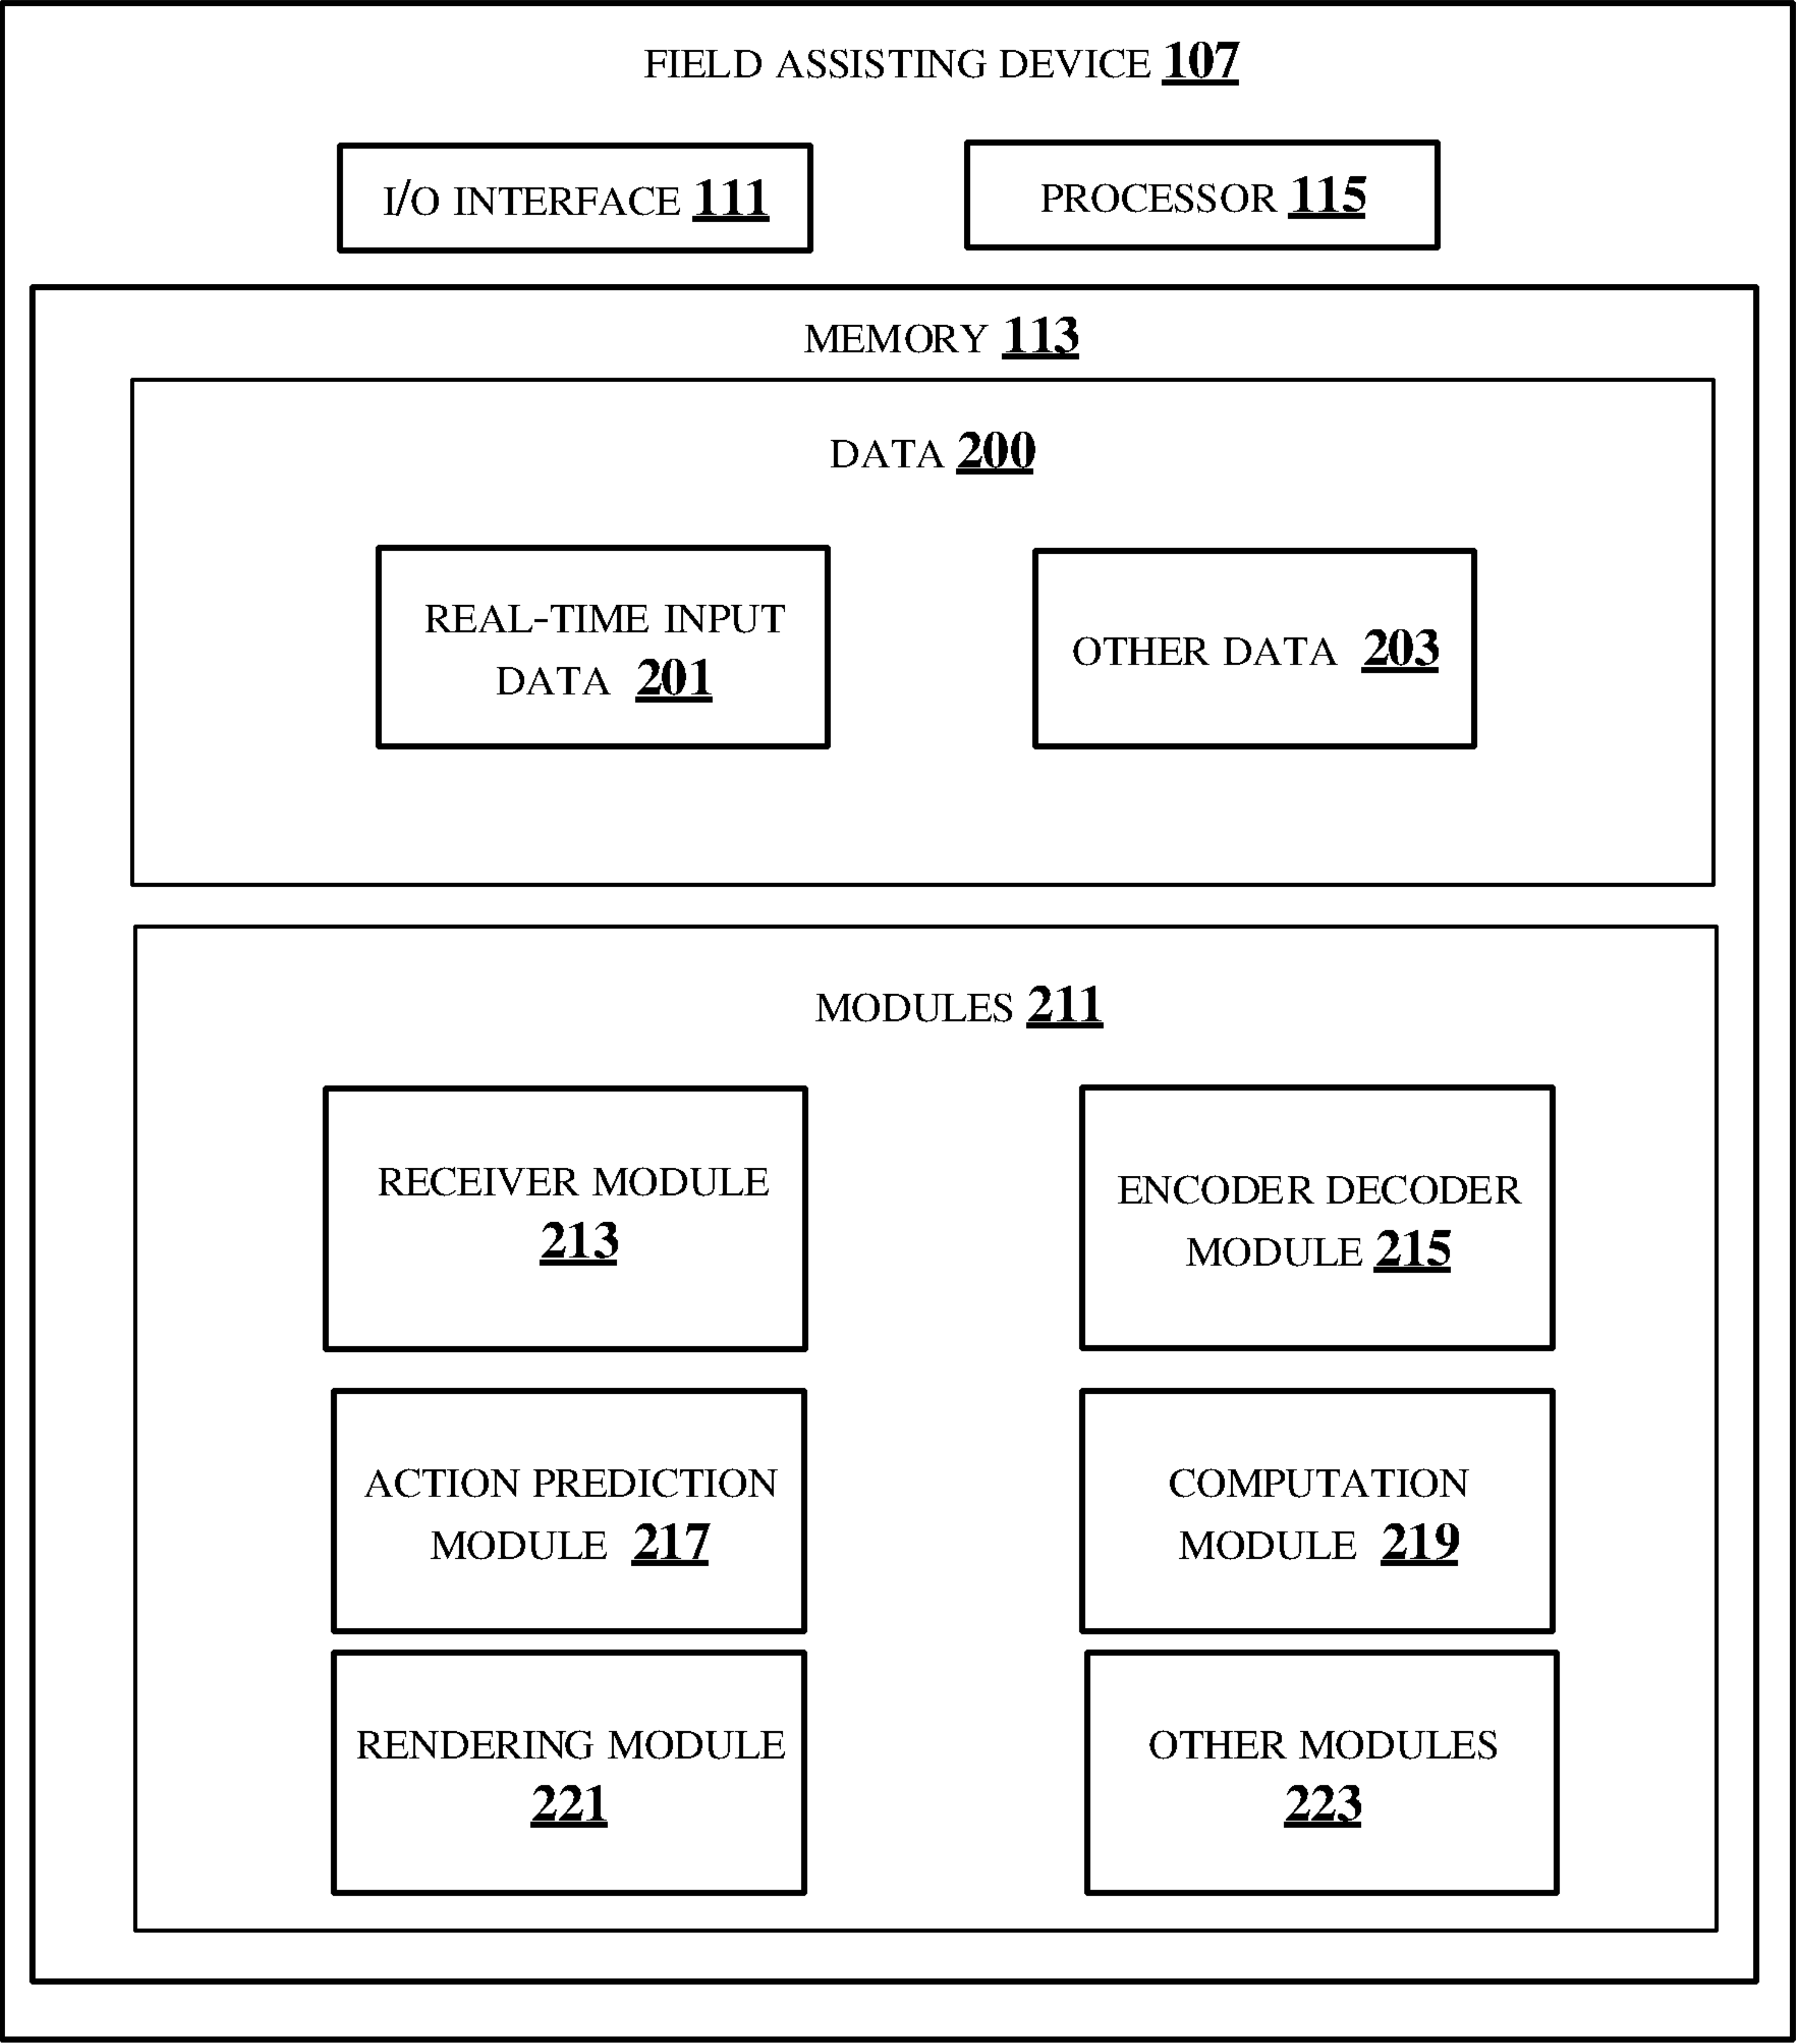 FIELD ASSISTING DEVICE 107
I/O INTERFACE 111
PROCESSOR 115
MEMORY 113
DATA 200
REAL-TIME INPUT
DATA 201
OTHER DATA 203
MODULES 211
RECEIVER MODULE
213
ENCODER DECODER
MODULE 215
ACTION PREDICTION
MODULE 217
COMPUTATION
MODULE 219
RENDERING MODULE
221
OTHER MODULES
223